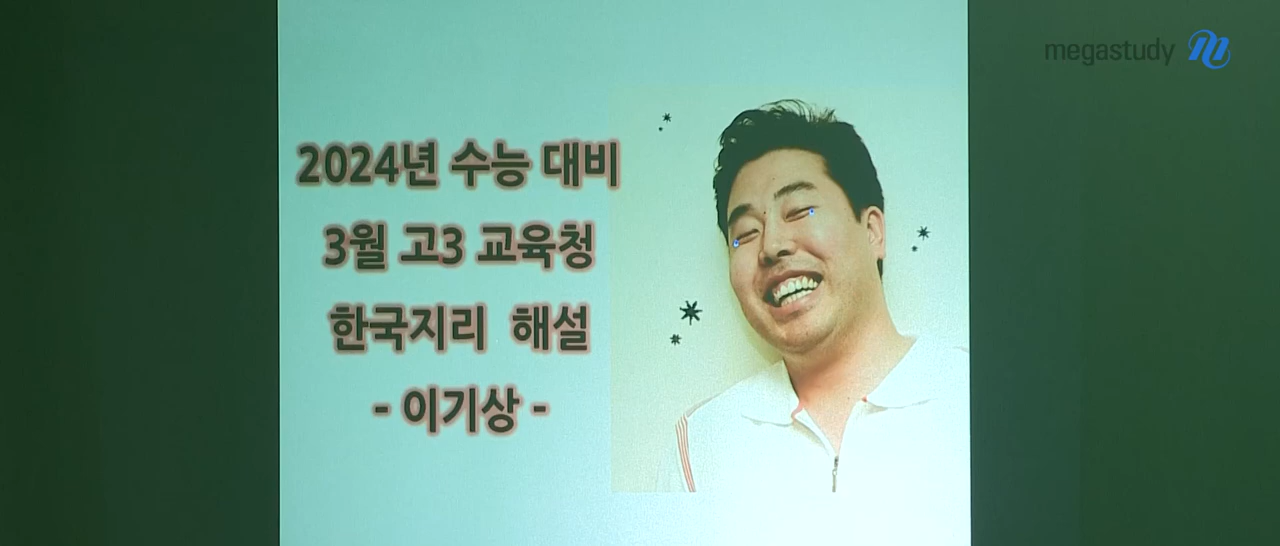 megastudy
2024년 수능 대비
3월 고3 교육청
한국지리 해설
- 이기상 -